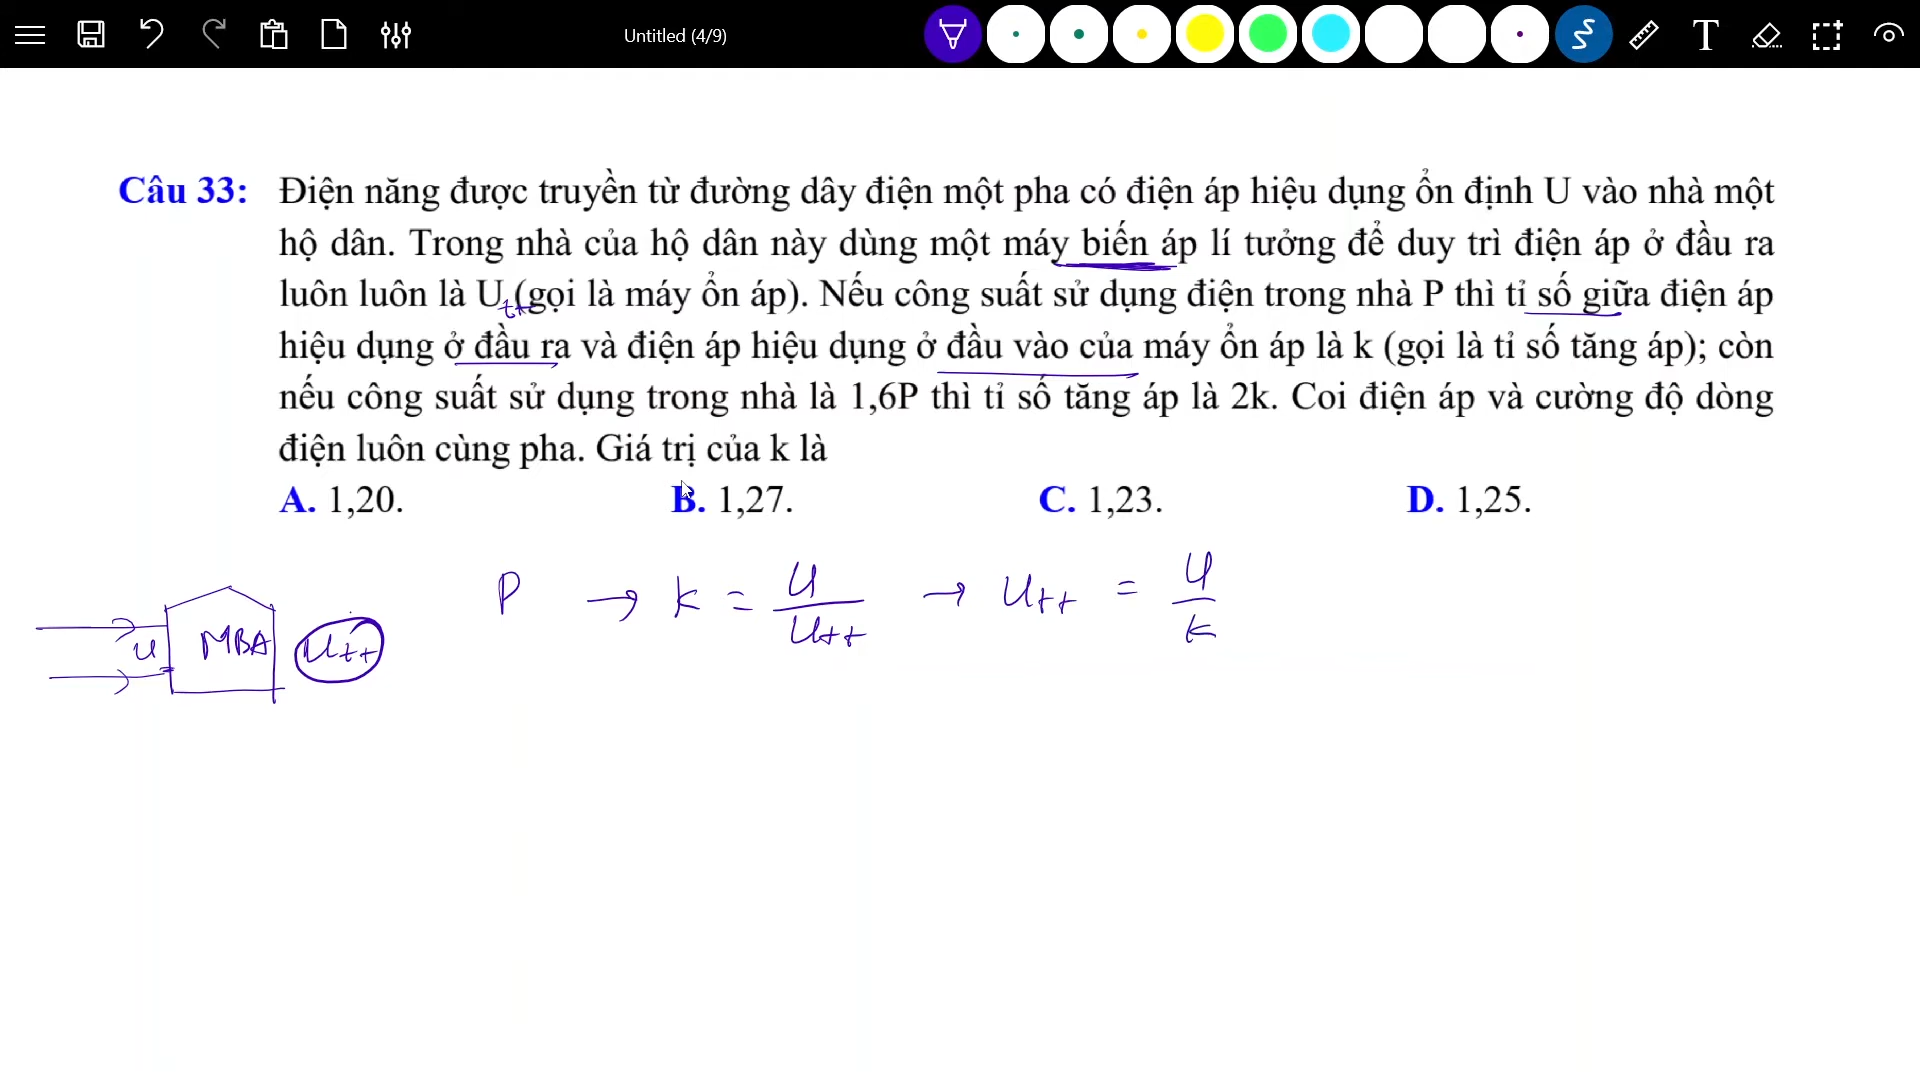 Untitled (4/9)
T
Câu 33: Điện năng được truyền từ đường dây điện một pha có điện áp hiệu dụng ổn định U vào nhà một
hộ dân. Trong nhà của hộ dân này dùng một máy biến áp lí tưởng để duy trì điện áp ở đầu ra
luôn luôn là U (gọi là máy ổn áp). Nếu công suất sử dụng điện trong nhà P thì tỉ số giữa điện áp
tt
hiệu dụng ở đầu ra và điện áp hiệu dụng ở đầu vào của máy ổn áp là k (gọi là tỉ số tăng áp); còn
nếu công suất sử dụng trong nhà là 1,6P thì tỉ số tăng áp là 2k. Coi điện áp và cường độ dòng
điện luôn cùng pha. Giá trị của k là
A. 1,20. B. 1,27. C. 1,23. D. 1,25.
P → k = U / Utt → Utt = U / k
U MBA Utt